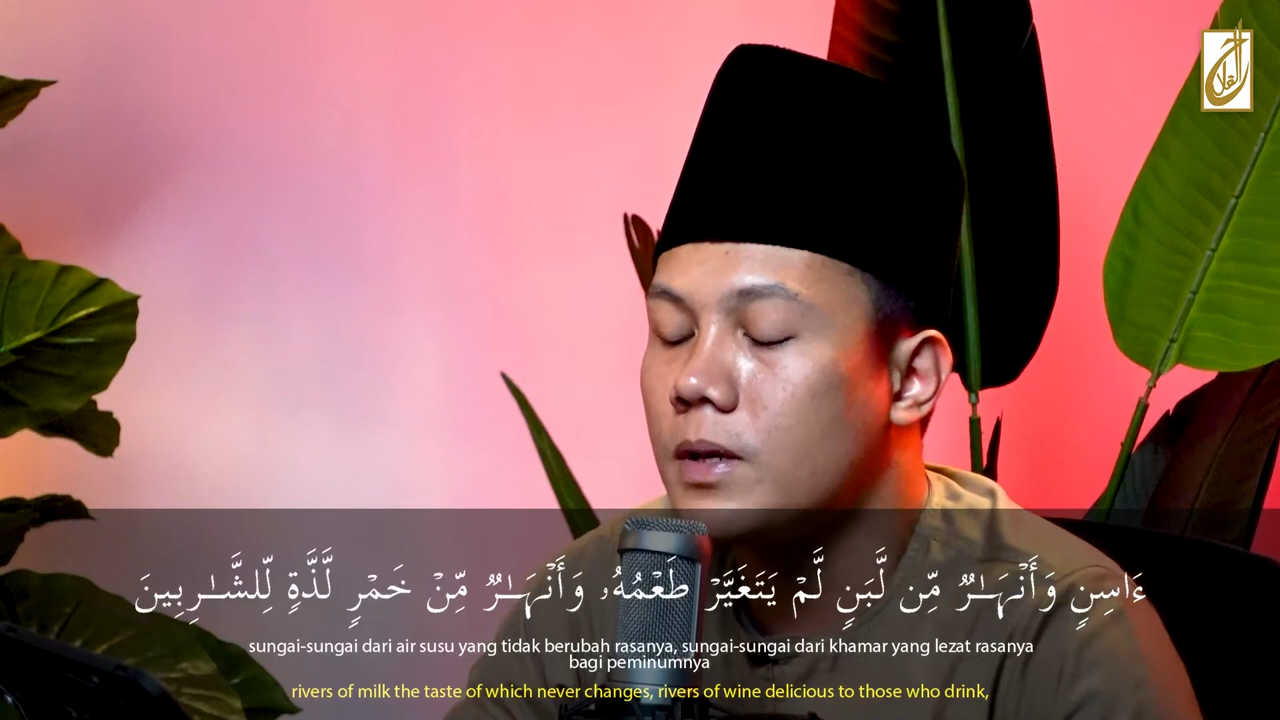 الفلاح
ءَاسِنٍ وَأَنْهَـٰرٌ مِّن لَّبَنٍ لَّمْ يَتَغَيَّرْ طَعْمُهُۥ وَأَنْهَـٰرٌ مِّنْ خَمْرٍ لَّذَّةٍ لِّلشَّـٰرِبِينَ
sungai-sungai dari air susu yang tidak berubah rasanya, sungai-sungai dari khamar yang lezat rasanya
bagi peminumnya
rivers of milk the taste of which never changes, rivers of wine delicious to those who drink,